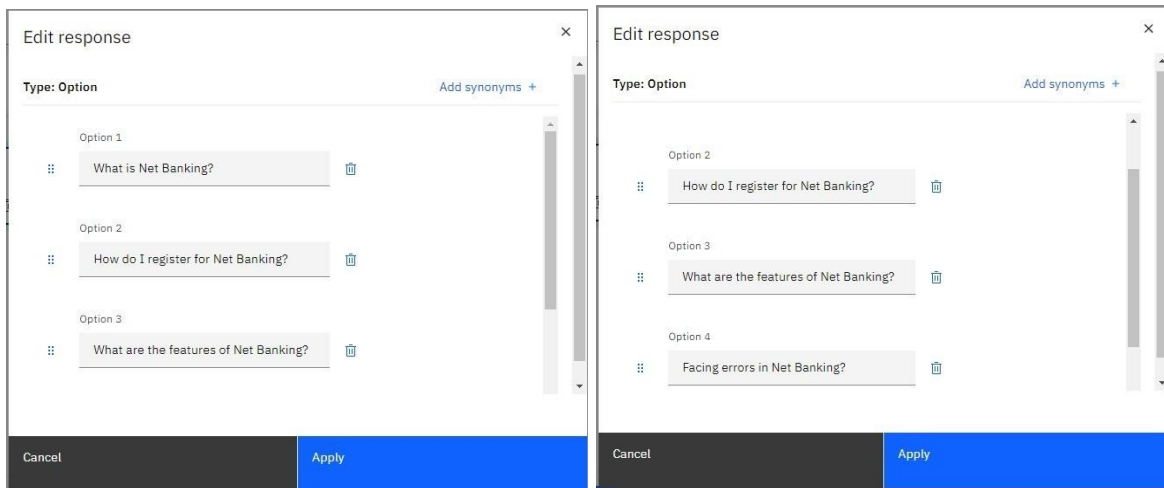 Edit response
Type: Option
Add synonyms +
Option 1
What is Net Banking?
Option 2
How do I register for Net Banking?
Option 3
What are the features of Net Banking?
Cancel
Apply
Edit response
Type: Option
Add synonyms +
Option 2
How do I register for Net Banking?
Option 3
What are the features of Net Banking?
Option 4
Facing errors in Net Banking?
Cancel
Apply